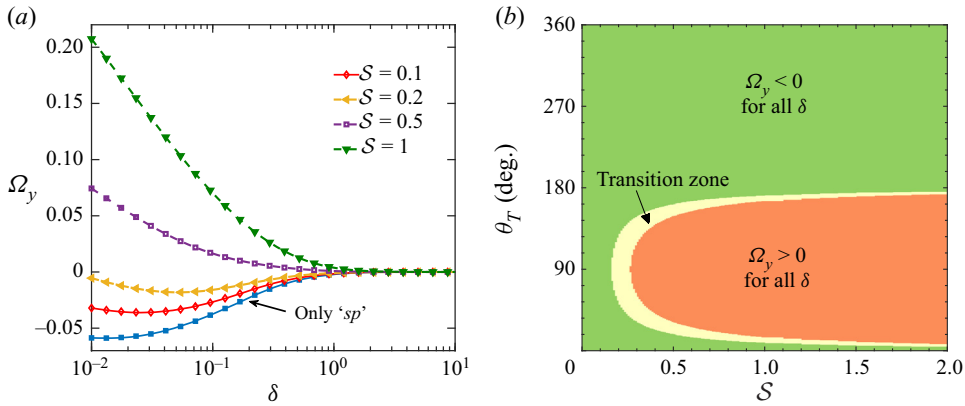 (a)
0.20
0.15
0.10
0.05
0
−0.05
Ω_y
𝒮 = 0.1
𝒮 = 0.2
𝒮 = 0.5
𝒮 = 1
Only ‘sp’
10^−2
10^−1
10^0
10^1
δ
(b)
360
270
180
90
0
θ_T (deg.)
Ω_y < 0
for all δ
Transition zone
Ω_y > 0
for all δ
0.5
1.0
1.5
2.0
𝒮